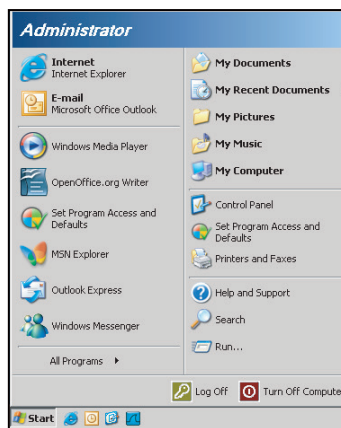 Administrator
Internet
Internet Explorer
E-mail
Microsoft Office Outlook
Windows Media Player
OpenOffice.org Writer
Set Program Access and
Defaults
MSN Explorer
Outlook Express
Windows Messenger
All Programs
My Documents
My Recent Documents
My Pictures
My Music
My Computer
Control Panel
Set Program Access and
Defaults
Printers and Faxes
Help and Support
Search
Run...
Log Off
Turn Off Compute
Start